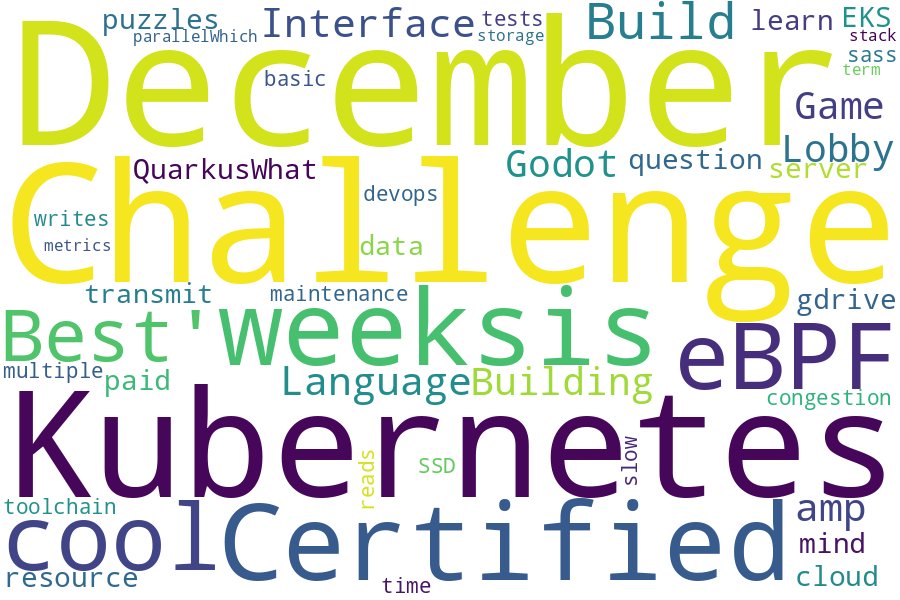 puzzles Interface tests Build learn EKS
parallelWhich storage stack
December sass
basic term
Game
QuarkusWhat Godot question Lobby
server
Challenge devops
writes
metrics data
transmit maintenance gdrive
Best' weeksis eBPF
multiple paid Language Building congestion
Kubernetes
reads SSD slow
toolchain cool Certified amp
mind
resource time cloud